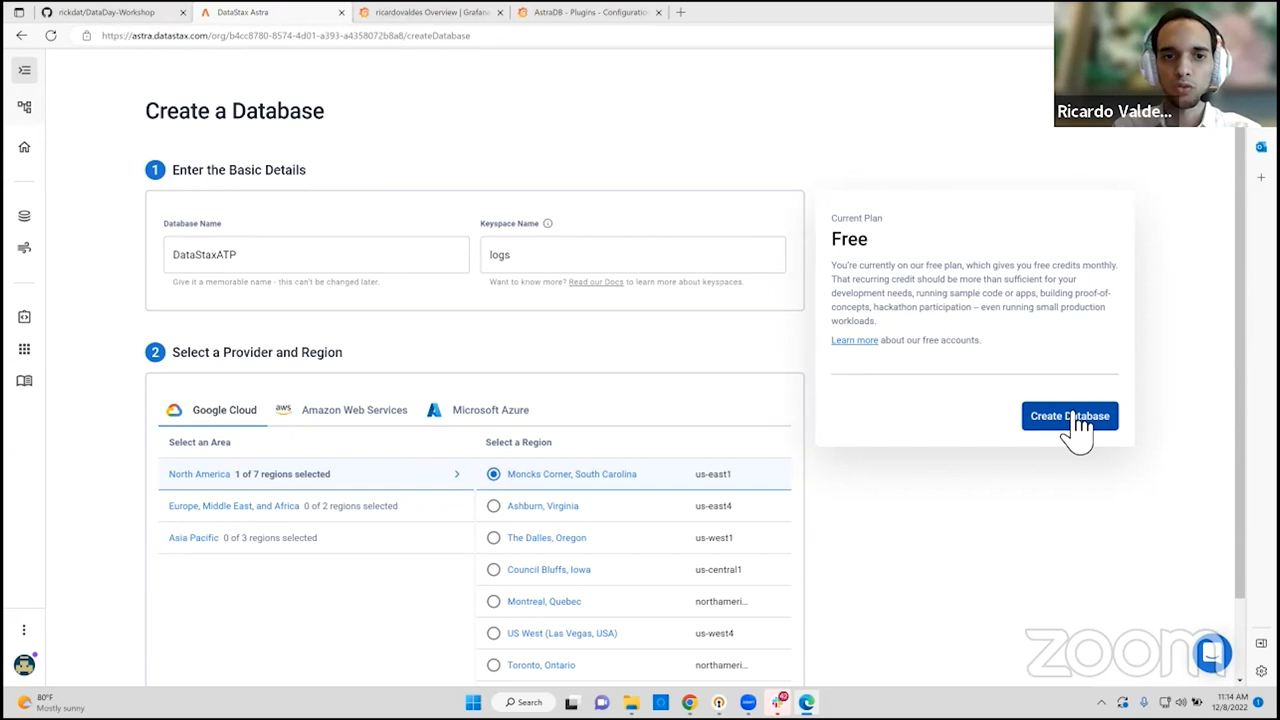 rickdat/DataDay-Workshop
DataStax Astra
ricardovaldes Overview | Grafana
AstraDB - Plugins - Configuratio
https://astra.datastax.com/org/b4cc8780-8574-4d01-a393-a4358072b8a8/createDatabase
Ricardo Valde...
Create a Database
1 Enter the Basic Details
Database Name
Keyspace Name
DataStaxATP
logs
Give it a memorable name - this can't be changed later.
Want to know more? Read our Docs to learn more about keyspaces.
Current Plan
Free
You're currently on our free plan, which gives you free credits monthly.
That recurring credit should be more than sufficient for your
development needs, running sample code or apps, building proof-of-
concepts, hackathon participation – even running small production
workloads.
Learn more about our free accounts.
Create Database
2 Select a Provider and Region
Google Cloud
aws Amazon Web Services
Microsoft Azure
Select an Area
Select a Region
North America 1 of 7 regions selected
Moncks Corner, South Carolina us-east1
Europe, Middle East, and Africa 0 of 2 regions selected
Ashburn, Virginia us-east4
Asia Pacific 0 of 3 regions selected
The Dalles, Oregon us-west1
Council Bluffs, Iowa us-central1
Montreal, Quebec northameri...
US West (Las Vegas, USA) us-west4
Toronto, Ontario northameri...
zoom
80°F
Mostly sunny
Search
11:14 AM
12/8/2022